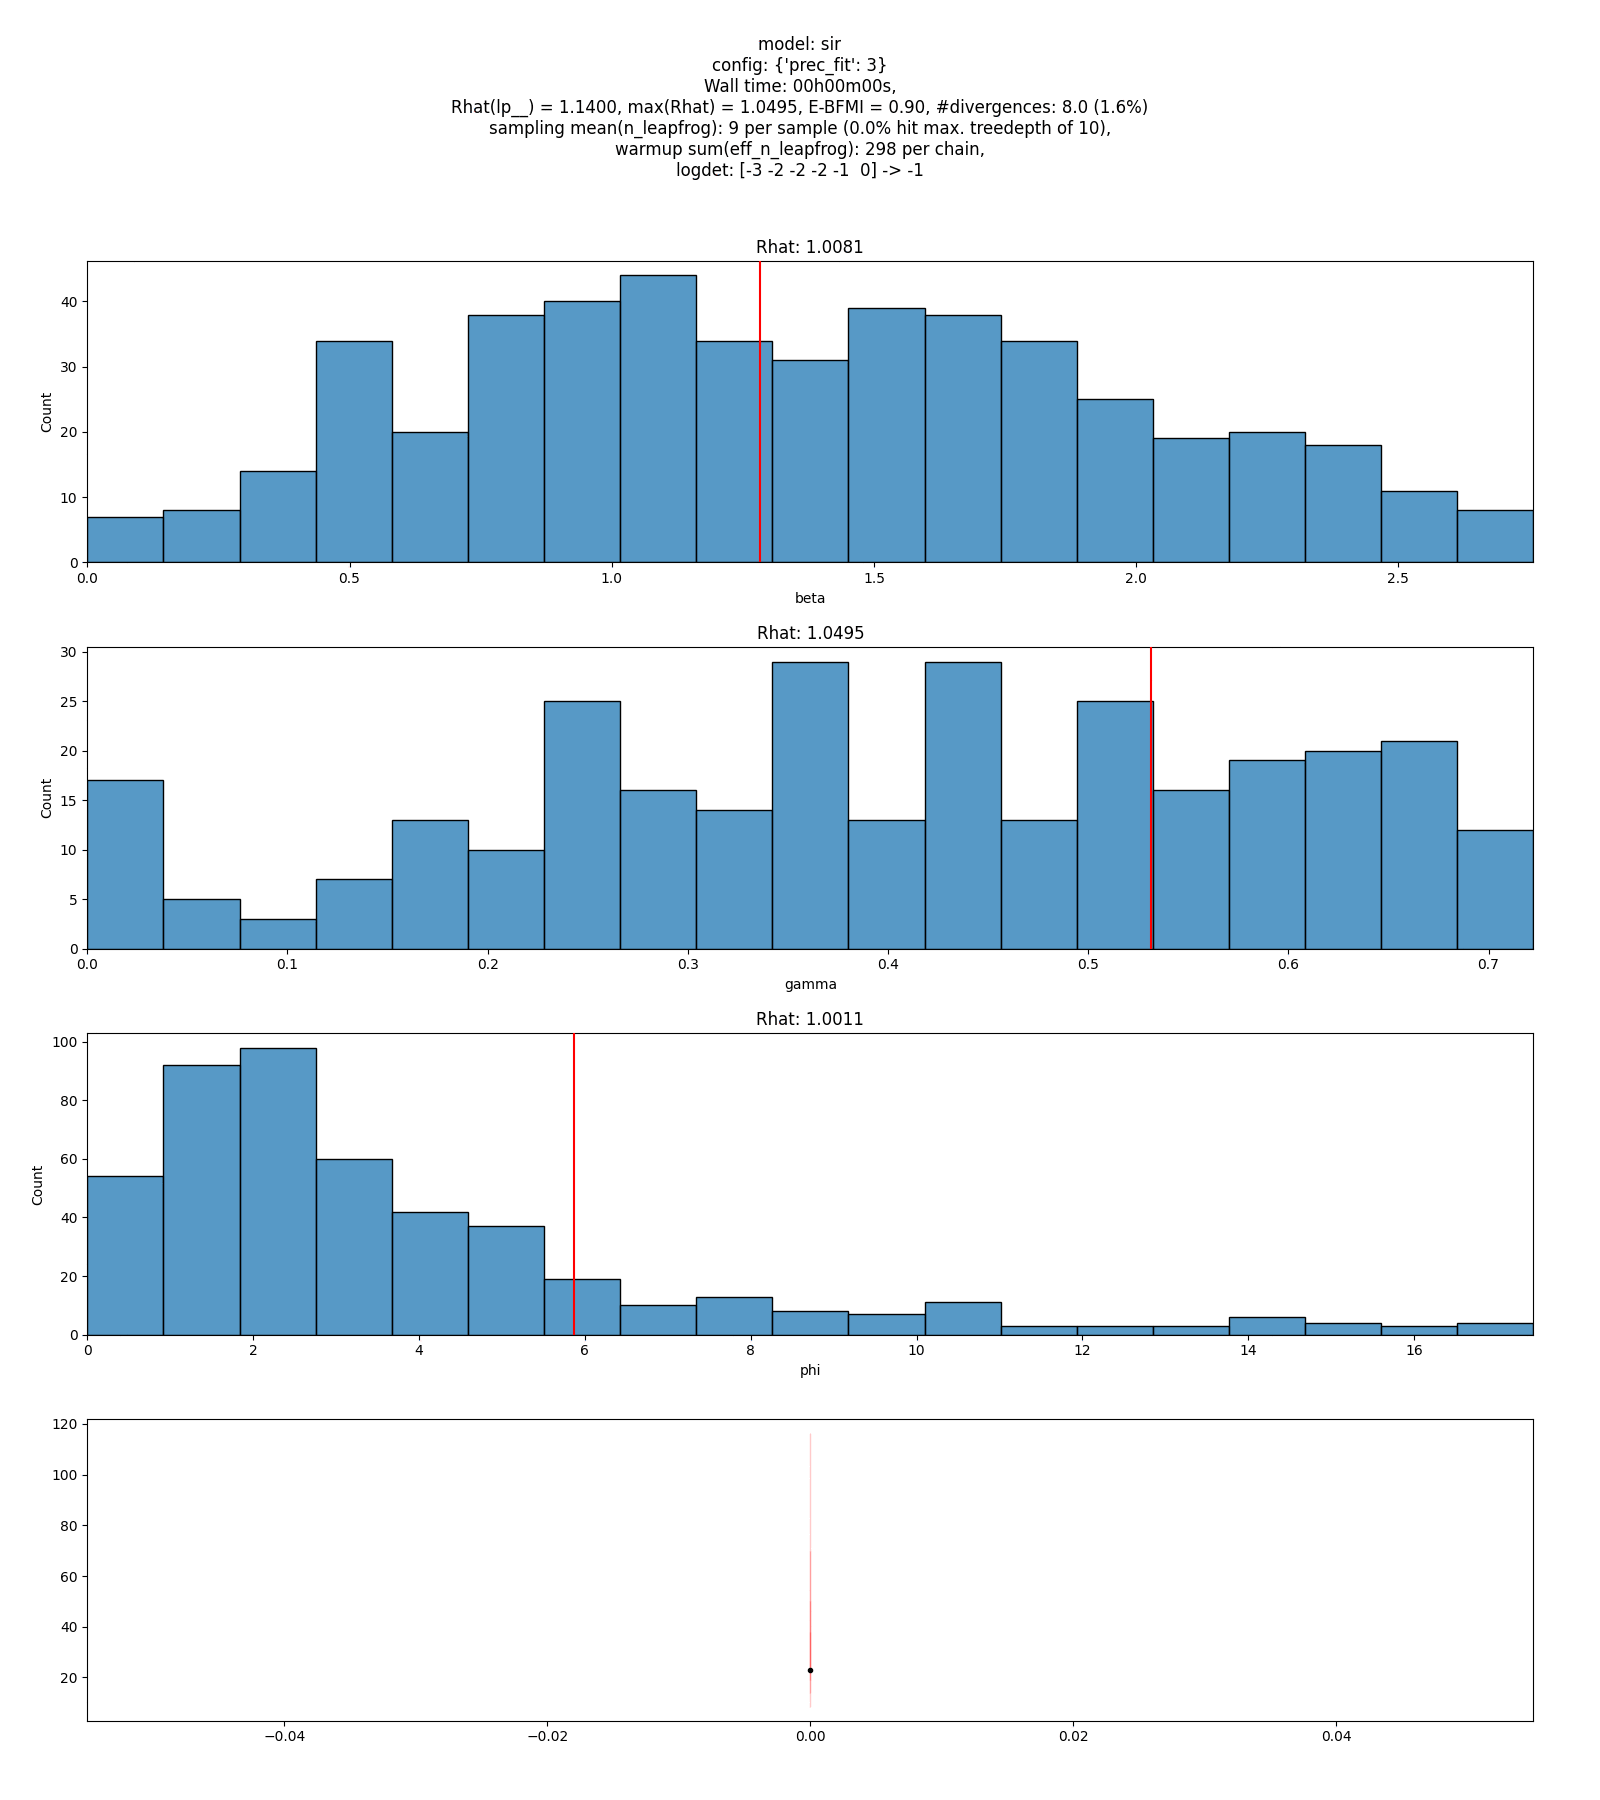 model: sir
config: {'prec_fit': 3}
Wall time: 00h00m00s,
Rhat(lp__) = 1.1400, max(Rhat) = 1.0495, E-BFMI = 0.90, #divergences: 8.0 (1.6%)
sampling mean(n_leapfrog): 9 per sample (0.0% hit max. treedepth of 10),
warmup sum(eff_n_leapfrog): 298 per chain,
logdet: [-3 -2 -2 -2 -1  0] -> -1
Rhat: 1.0081
40
30
20
10
0
Count
0.0 0.5 1.0 1.5 2.0 2.5
beta
Rhat: 1.0495
30
25
20
15
10
5
0
Count
0.0 0.1 0.2 0.3 0.4 0.5 0.6 0.7
gamma
Rhat: 1.0011
100
80
60
40
20
0
Count
0 2 4 6 8 10 12 14 16
phi
120
100
80
60
40
20
−0.04 −0.02 0.00 0.02 0.04